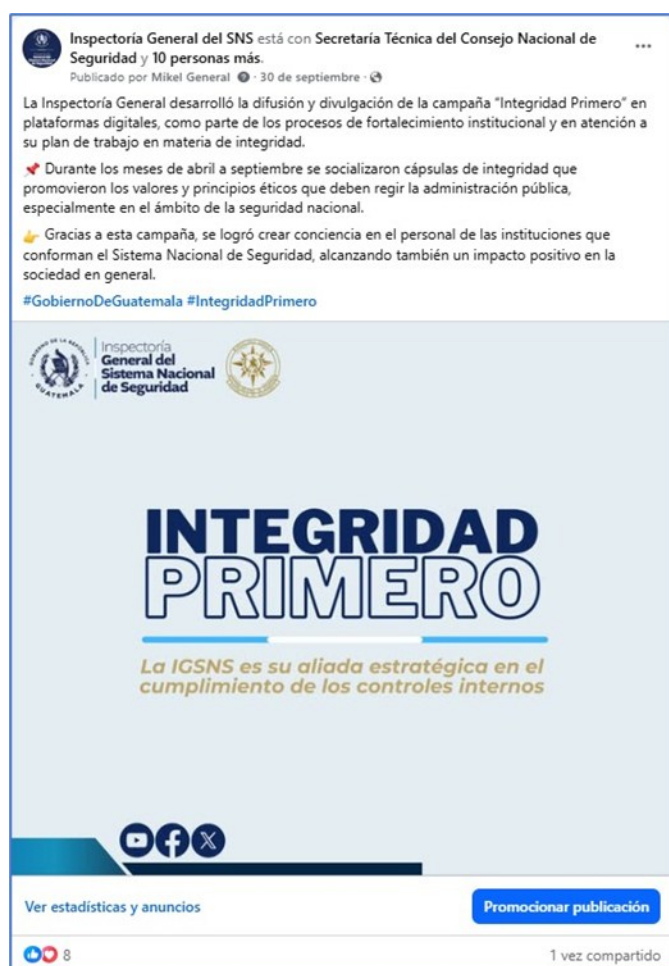 Inspectoría General del SNS está con Secretaría Técnica del Consejo Nacional de
Seguridad y 10 personas más.
Publicado por Mikel General · 30 de septiembre ·
La Inspectoría General desarrolló la difusión y divulgación de la campaña “Integridad Primero” en
plataformas digitales, como parte de los procesos de fortalecimiento institucional y en atención a
su plan de trabajo en materia de integridad.
📌 Durante los meses de abril a septiembre se socializaron cápsulas de integridad que
promovieron los valores y principios éticos que deben regir la administración pública,
especialmente en el ámbito de la seguridad nacional.
👉 Gracias a esta campaña, se logró crear conciencia en el personal de las instituciones que
conforman el Sistema Nacional de Seguridad, alcanzando también un impacto positivo en la
sociedad en general.
#GobiernoDeGuatemala #IntegridadPrimero
GOBIERNO DE LA REPÚBLICA
GUATEMALA
Inspectoría
General del
Sistema Nacional
de Seguridad
INTEGRIDAD
PRIMERO
La IGSNS es su aliada estratégica en el
cumplimiento de los controles internos
Ver estadísticas y anuncios
Promocionar publicación
8
1 vez compartido